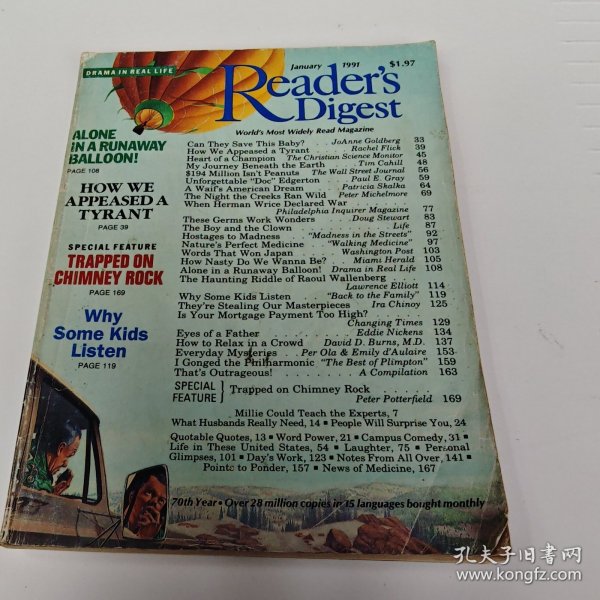 DRAMA IN REAL LIFE
January 1991 $1.97
Reader's
Digest
World's Most Widely Read Magazine
ALONE
IN A RUNAWAY
BALLOON!
PAGE 108
HOW WE
APPEASED A
TYRANT
PAGE 39
SPECIAL FEATURE
TRAPPED ON
CHIMNEY ROCK
PAGE 169
Why
Some Kids
Listen
PAGE 119
Can They Save This Baby? . . JoAnne Goldberg 33
How We Appeased a Tyrant . . . . Rachel Flick 39
Heart of a Champion The Christian Science Monitor 45
My Journey Beneath the Earth . . Tim Cahill 48
$194 Million Isn't Peanuts The Wall Street Journal 56
Unforgettable "Doc" Edgerton . . . Paul E. Gray 59
A Waif's American Dream . . . Patricia Skalka 64
The Night the Creeks Ran Wild . Peter Michelmore 69
When Herman Wrice Declared War . . . .
Philadelphia Inquirer Magazine 77
These Germs Work Wonders . . Doug Stewart 83
The Boy and the Clown . . . . Life 87
Hostages to Madness . . "Madness in the Streets" 92
Nature's Perfect Medicine . . "Walking Medicine" 97
Words That Won Japan . . . Washington Post 103
How Nasty Do We Wanna Be? . . Miami Herald 105
Alone in a Runaway Balloon! Drama in Real Life 108
The Haunting Riddle of Raoul Wallenberg .
Lawrence Elliott 114
Why Some Kids Listen . . "Back to the Family" 119
They're Stealing Our Masterpieces . Ira Chinoy 125
Is Your Mortgage Payment Too High?
Changing Times 129
Eyes of a Father . . . . Eddie Nickens 134
How to Relax in a Crowd . David D. Burns, M.D. 137
Everyday Mysteries . . Per Ola & Emily d'Aulaire 153
I Gonged the Philharmonic "The Best of Plimpton" 159
That's Outrageous! . . . . A Compilation 163
SPECIAL
FEATURE
Trapped on Chimney Rock . . . .
Peter Potterfield 169
Millie Could Teach the Experts, 7
What Husbands Really Need, 14 ▪ People Will Surprise You, 24
Quotable Quotes, 13 ▪ Word Power, 21 ▪ Campus Comedy, 31 ▪
Life in These United States, 54 ▪ Laughter, 75 ▪ Personal
Glimpses, 101 ▪ Day's Work, 123 ▪ Notes From All Over, 141 ▪
Points to Ponder, 157 ▪ News of Medicine, 167
70th Year ▪ Over 28 million copies in 15 languages bought monthly
孔夫子旧书网
www.kongfz.com